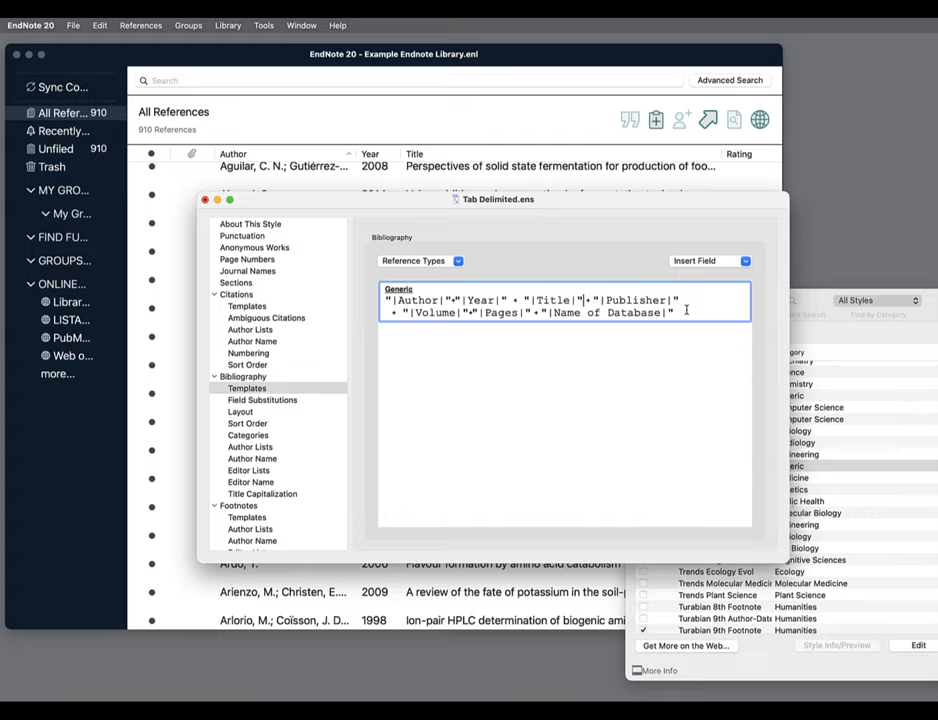 EndNote 20 File Edit References Groups Library Tools Window Help
EndNote 20 - Example Endnote Library.enl
Sync Co...
All Refer... 910
Recently...
Unfiled 910
Trash
MY GRO...
My Gr...
FIND FU...
GROUPS...
ONLINE...
Librar...
LISTA...
PubM...
Web o...
more...
Search
Advanced Search
All References
910 References
Author Year Title Rating
Aguilar, C. N.; Gutiérrez-... 2008 Perspectives of solid state fermentation for production of foo...
Tab Delimited.ens
About This Style
Punctuation
Anonymous Works
Page Numbers
Journal Names
Sections
Citations
Templates
Ambiguous Citations
Author Lists
Author Name
Numbering
Sort Order
Bibliography
Templates
Field Substitutions
Layout
Sort Order
Categories
Author Lists
Author Name
Editor Lists
Editor Name
Title Capitalization
Footnotes
Templates
Author Lists
Author Name
Bibliography
Reference Types
Insert Field
Generic
"|Author|"→"|Year|" → "|Title|"→"|Publisher|"
→ "|Volume|"→"|Pages|"→"|Name of Database|"
Arienzo, M.; Christen, E.... 2009 A review of the fate of potassium in the soil-
Arlorio, M.; Coïsson, J. D... 1998 Ion-pair HPLC determination of biogenic ami
All Styles
Find by Category
Computer Science
Trends Ecology Evol Ecology
Trends Molecular Medicir Molecular Medicine
Trends Plant Science Plant Science
Turabian 8th Footnote Humanities
Turabian 9th Author-Date Humanities
Turabian 9th Footnote Humanities
Get More on the Web...
Style Info/Preview
Edit
More Info